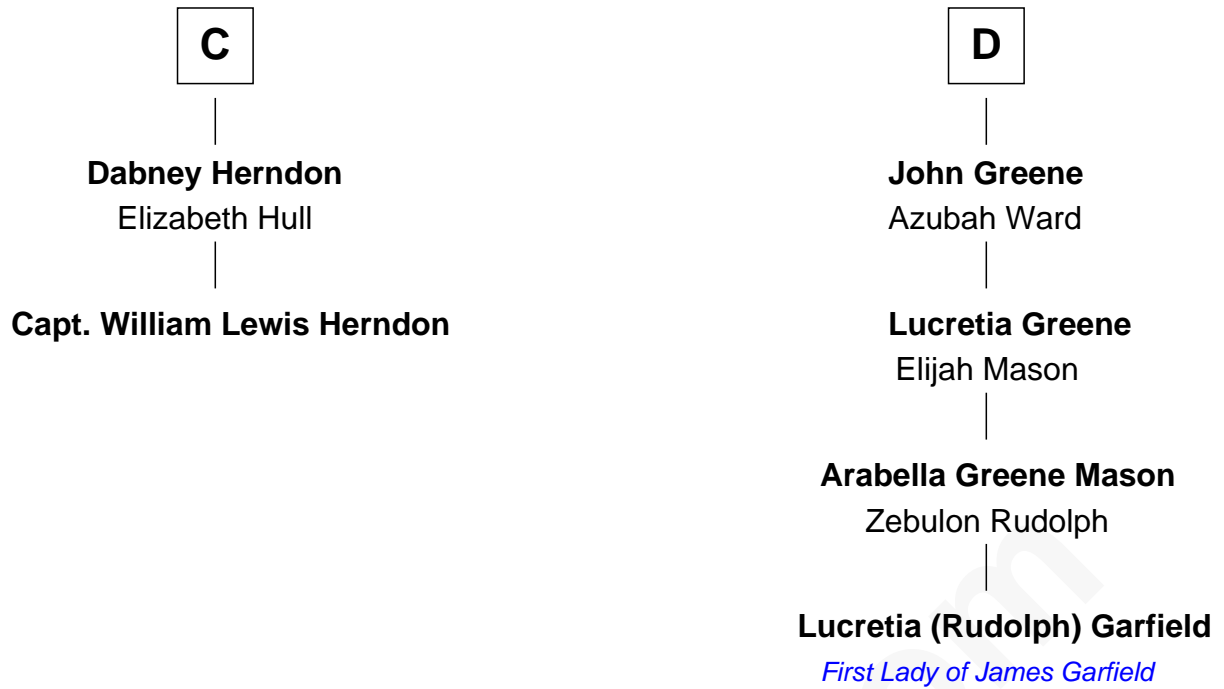 C
Dabney Herndon
Elizabeth Hull
Capt. William Lewis Herndon
D
John Greene
Azubah Ward
Lucretia Greene
Elijah Mason
Arabella Greene Mason
Zebulon Rudolph
Lucretia (Rudolph) Garfield
First Lady of James Garfield